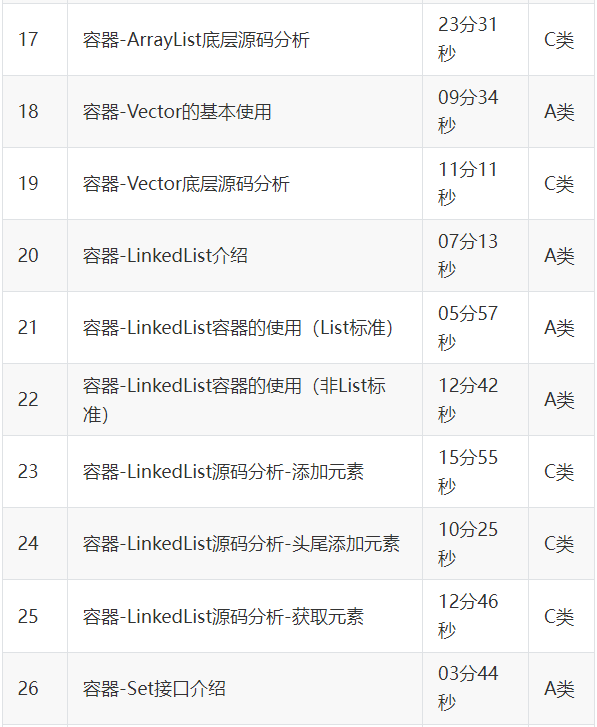 17 容器-ArrayList底层源码分析 23分31秒 C类
18 容器-Vector的基本使用 09分34秒 A类
19 容器-Vector底层源码分析 11分11秒 C类
20 容器-LinkedList介绍 07分13秒 A类
21 容器-LinkedList容器的使用（List标准） 05分57秒 A类
22 容器-LinkedList容器的使用（非List标准） 12分42秒 A类
23 容器-LinkedList源码分析-添加元素 15分55秒 C类
24 容器-LinkedList源码分析-头尾添加元素 10分25秒 C类
25 容器-LinkedList源码分析-获取元素 12分46秒 C类
26 容器-Set接口介绍 03分44秒 A类